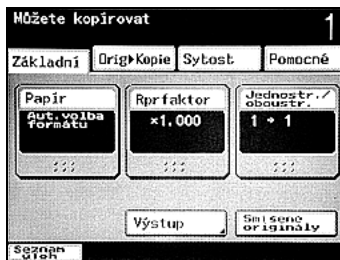 Můžete kopírovat 1
Základní Orig▸Kopie Sytost Pomocné
Papír Rprfaktor Jednostr./
oboustr.
Aut.volba
formátu
×1.000 1 → 1
Výstup Smísené
originály
Seznam
úloh